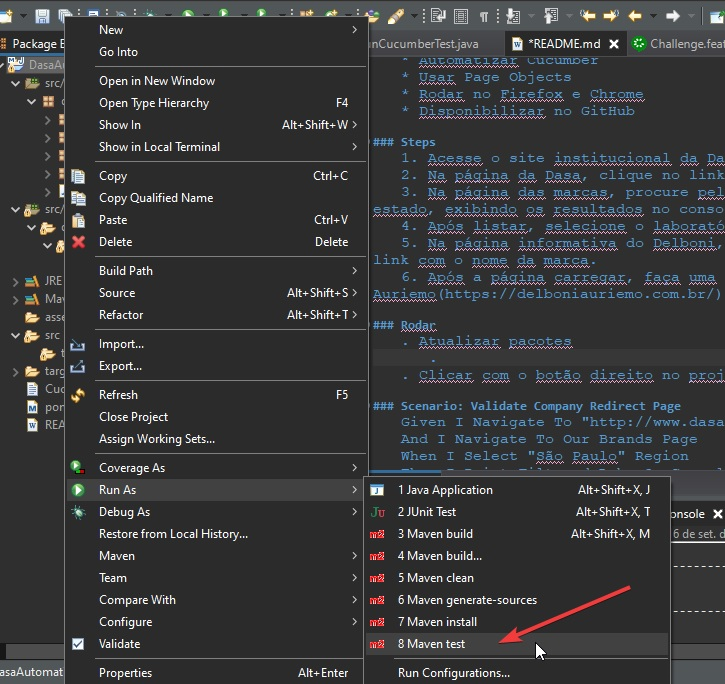 Package E
nCucumberTest.java
*README.md
Challenge.feat
DasaAu
src/
src/
JRE
Mav
asse
src
t
targ
Cuc
pom
REA
New
Go Into
Open in New Window
Open Type Hierarchy F4
Show In Alt+Shift+W
Show in Local Terminal
Copy Ctrl+C
Copy Qualified Name
Paste Ctrl+V
Delete Delete
Build Path
Source Alt+Shift+S
Refactor Alt+Shift+T
Import...
Export...
Refresh F5
Close Project
Assign Working Sets...
Coverage As
Run As
Debug As
Restore from Local History...
Maven
Team
Compare With
Configure
Validate
Properties Alt+Enter
* Automatizar Cucumber
* Usar Page Objects
* Rodar no Firefox e Chrome
* Disponibilizar no GitHub
### Steps
1. Acesse o site institucional da Da
2. Na página da Dasa, clique no link
3. Na página das marcas, procure pel
estado, exibindo os resultados no conso
4. Após listar, selecione o laborató
5. Na página informativa do Delboni,
link com o nome da marca.
6. Após a página carregar, faça uma
Auriemo(https://delboniauriemo.com.br/)
### Rodar
. Atualizar pacotes
.
. Clicar com o botão direito no proj
### Scenario: Validate Company Redirect Page
Given I Navigate To "http://www.dasa
And I Navigate To Our Brands Page
When I Select "São Paulo" Region
1 Java Application Alt+Shift+X, J
2 JUnit Test Alt+Shift+X, T
3 Maven build Alt+Shift+X, M
4 Maven build...
5 Maven clean
6 Maven generate-sources
7 Maven install
8 Maven test
Run Configurations...
onsole
6 de set. d
asaAutomat